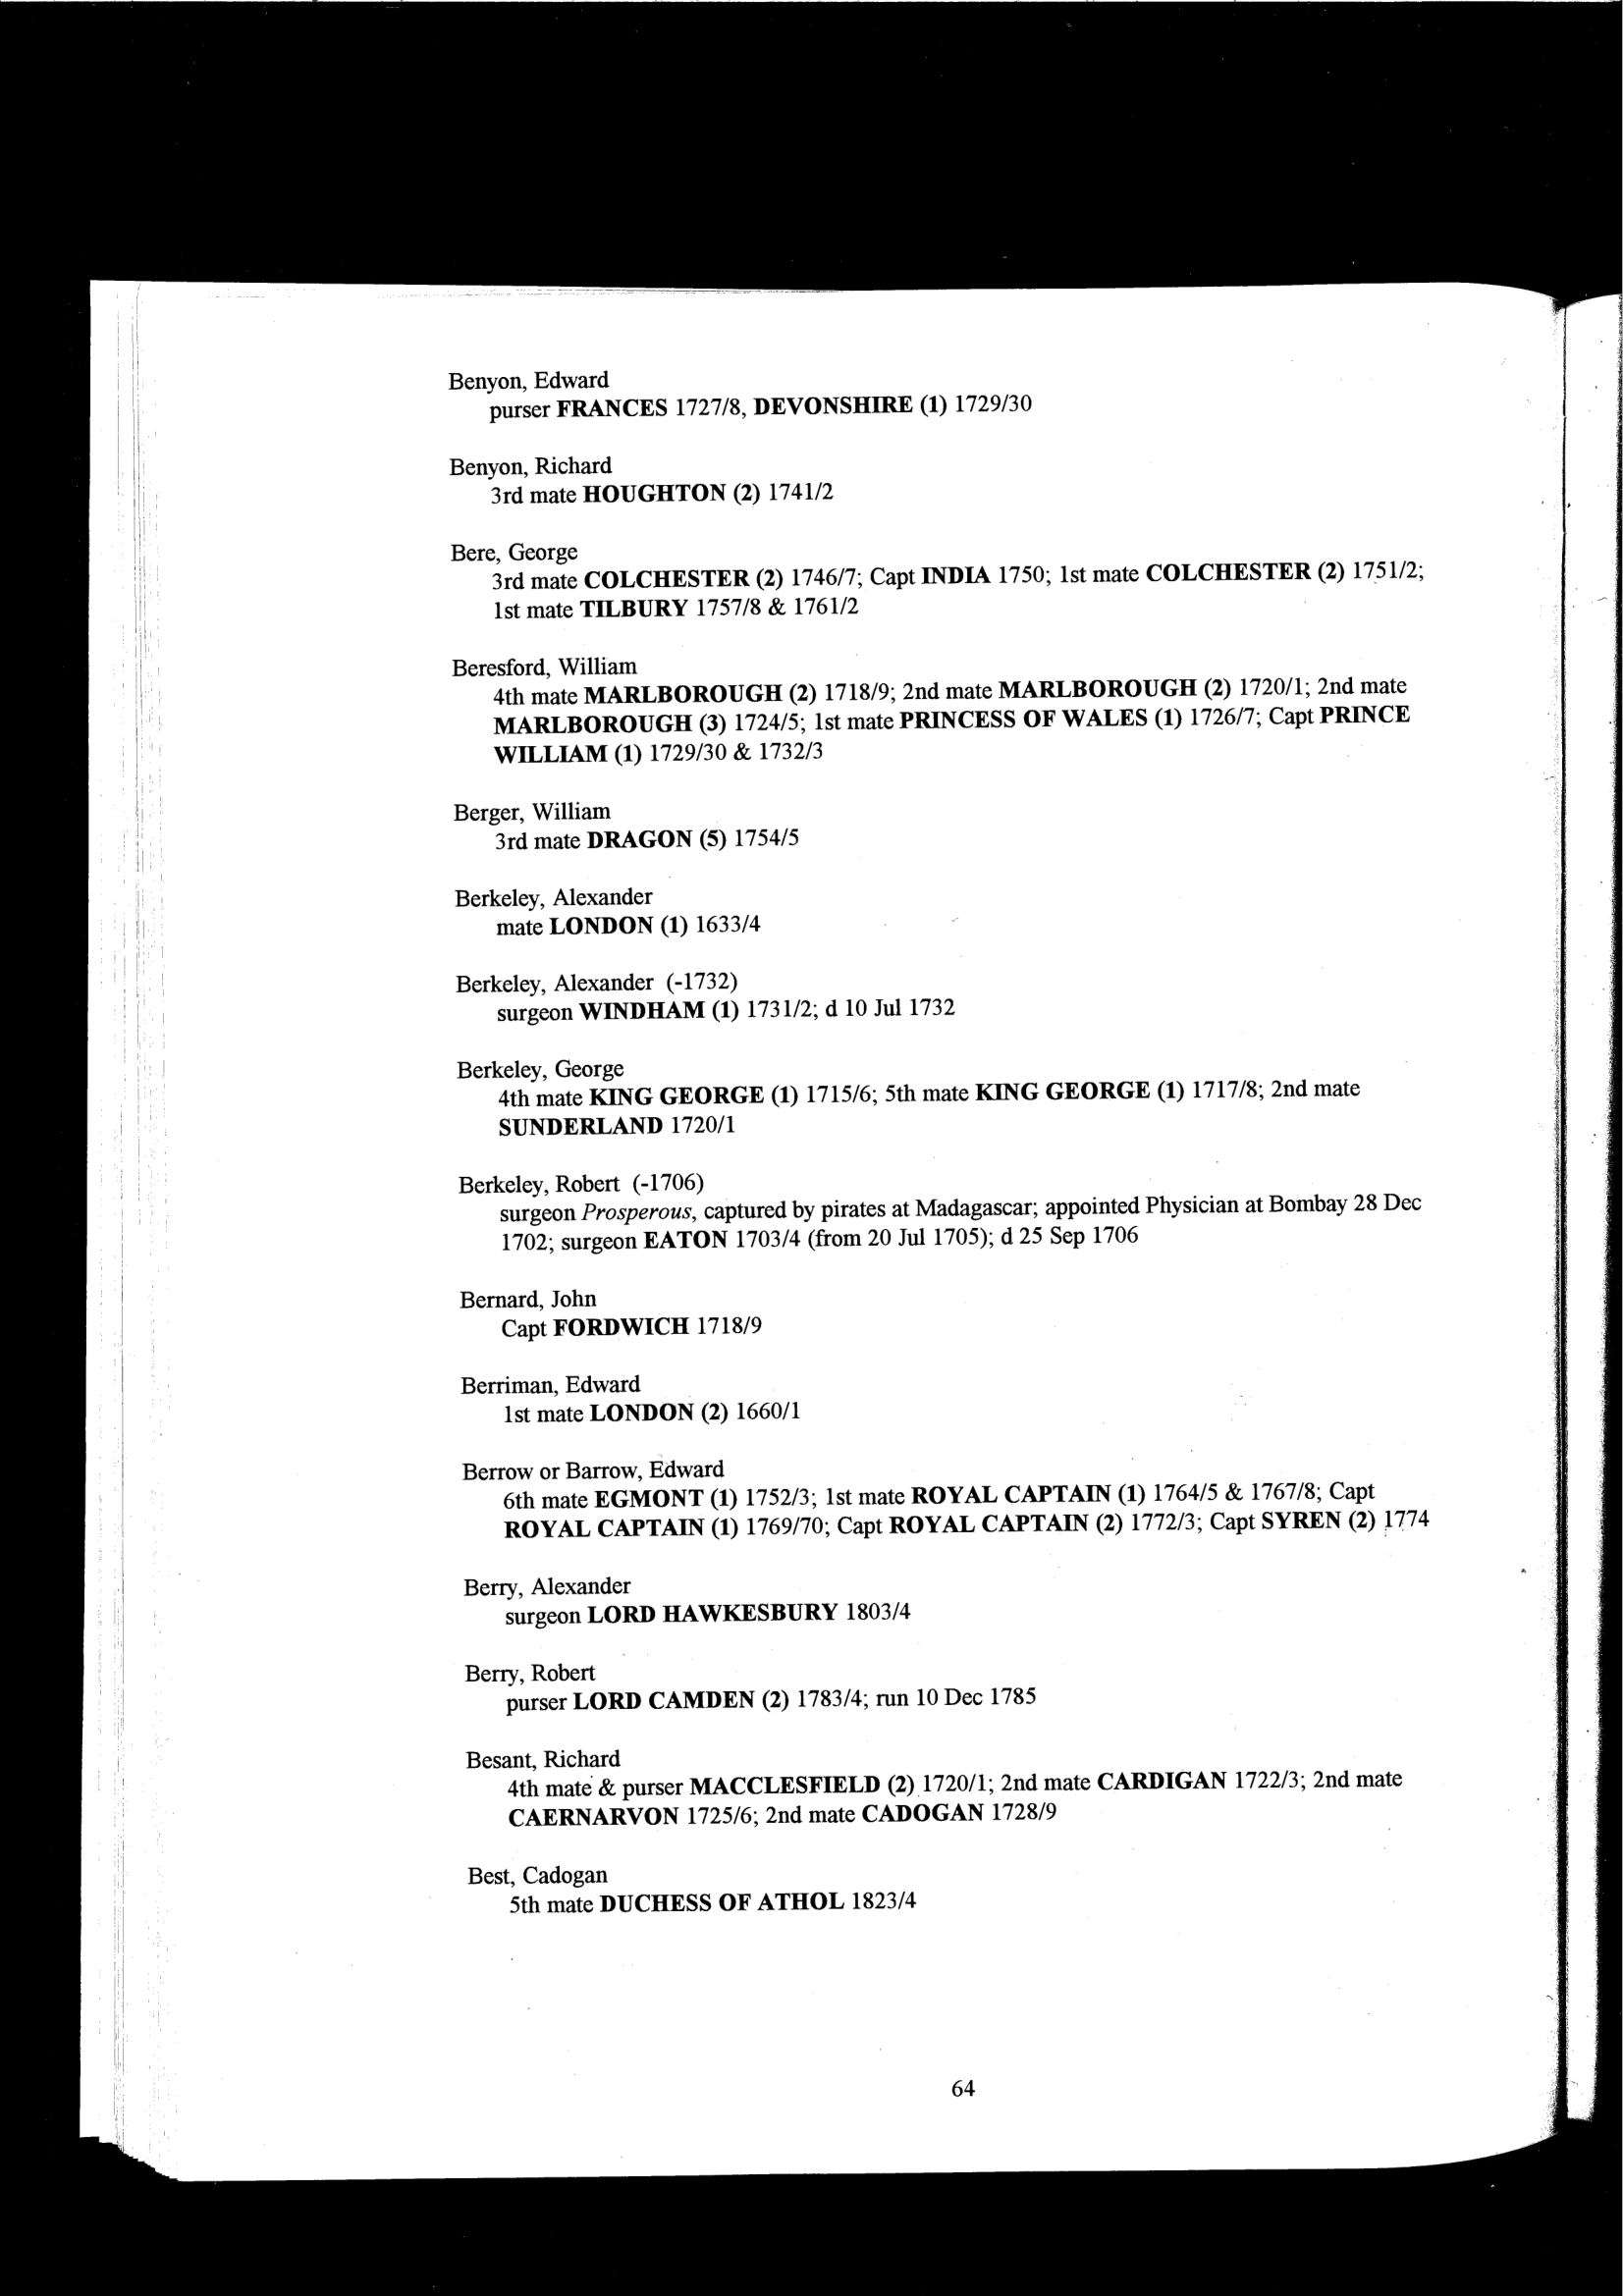 Benyon, Edward
purser FRANCES 1727/8, DEVONSHIRE (1) 1729/30
Benyon, Richard
3rd mate HOUGHTON (2) 1741/2
Bere, George
3rd mate COLCHESTER (2) 1746/7; Capt INDIA 1750; 1st mate COLCHESTER (2) 1751/2;
1st mate TILBURY 1757/8 & 1761/2
Beresford, William
4th mate MARLBOROUGH (2) 1718/9; 2nd mate MARLBOROUGH (2) 1720/1; 2nd mate
MARLBOROUGH (3) 1724/5; 1st mate PRINCESS OF WALES (1) 1726/7; Capt PRINCE
WILLIAM (1) 1729/30 & 1732/3
Berger, William
3rd mate DRAGON (5) 1754/5
Berkeley, Alexander
mate LONDON (1) 1633/4
Berkeley, Alexander (-1732)
surgeon WINDHAM (1) 1731/2; d 10 Jul 1732
Berkeley, George
4th mate KING GEORGE (1) 1715/6; 5th mate KING GEORGE (1) 1717/8; 2nd mate
SUNDERLAND 1720/1
Berkeley, Robert (-1706)
surgeon Prosperous, captured by pirates at Madagascar; appointed Physician at Bombay 28 Dec
1702; surgeon EATON 1703/4 (from 20 Jul 1705); d 25 Sep 1706
Bernard, John
Capt FORDWICH 1718/9
Berriman, Edward
1st mate LONDON (2) 1660/1
Berrow or Barrow, Edward
6th mate EGMONT (1) 1752/3; 1st mate ROYAL CAPTAIN (1) 1764/5 & 1767/8; Capt
ROYAL CAPTAIN (1) 1769/70; Capt ROYAL CAPTAIN (2) 1772/3; Capt SYREN (2) 1774
Berry, Alexander
surgeon LORD HAWKESBURY 1803/4
Berry, Robert
purser LORD CAMDEN (2) 1783/4; run 10 Dec 1785
Besant, Richard
4th mate & purser MACCLESFIELD (2) 1720/1; 2nd mate CARDIGAN 1722/3; 2nd mate
CAERNARVON 1725/6; 2nd mate CADOGAN 1728/9
Best, Cadogan
5th mate DUCHESS OF ATHOL 1823/4
64